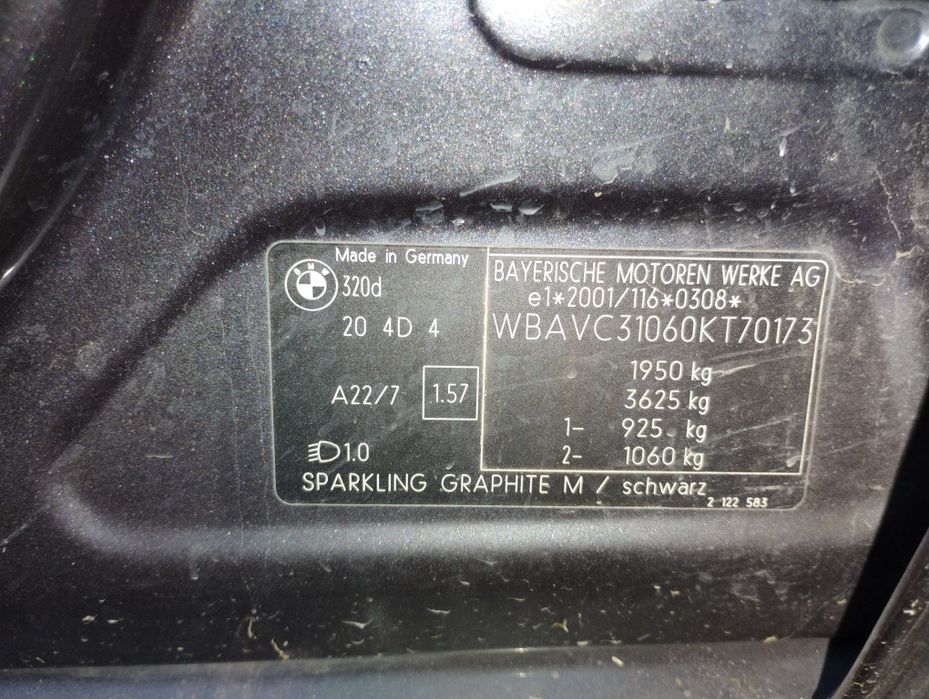 Made in Germany
BMW
320d
20 4D 4
A22/7 1.57
1.0
BAYERISCHE MOTOREN WERKE AG
e1*2001/116*0308*
WBAVC31060KT70173
1950 kg
3625 kg
1- 925 kg
2- 1060 kg
SPARKLING GRAPHITE M / schwarz
2 122 583